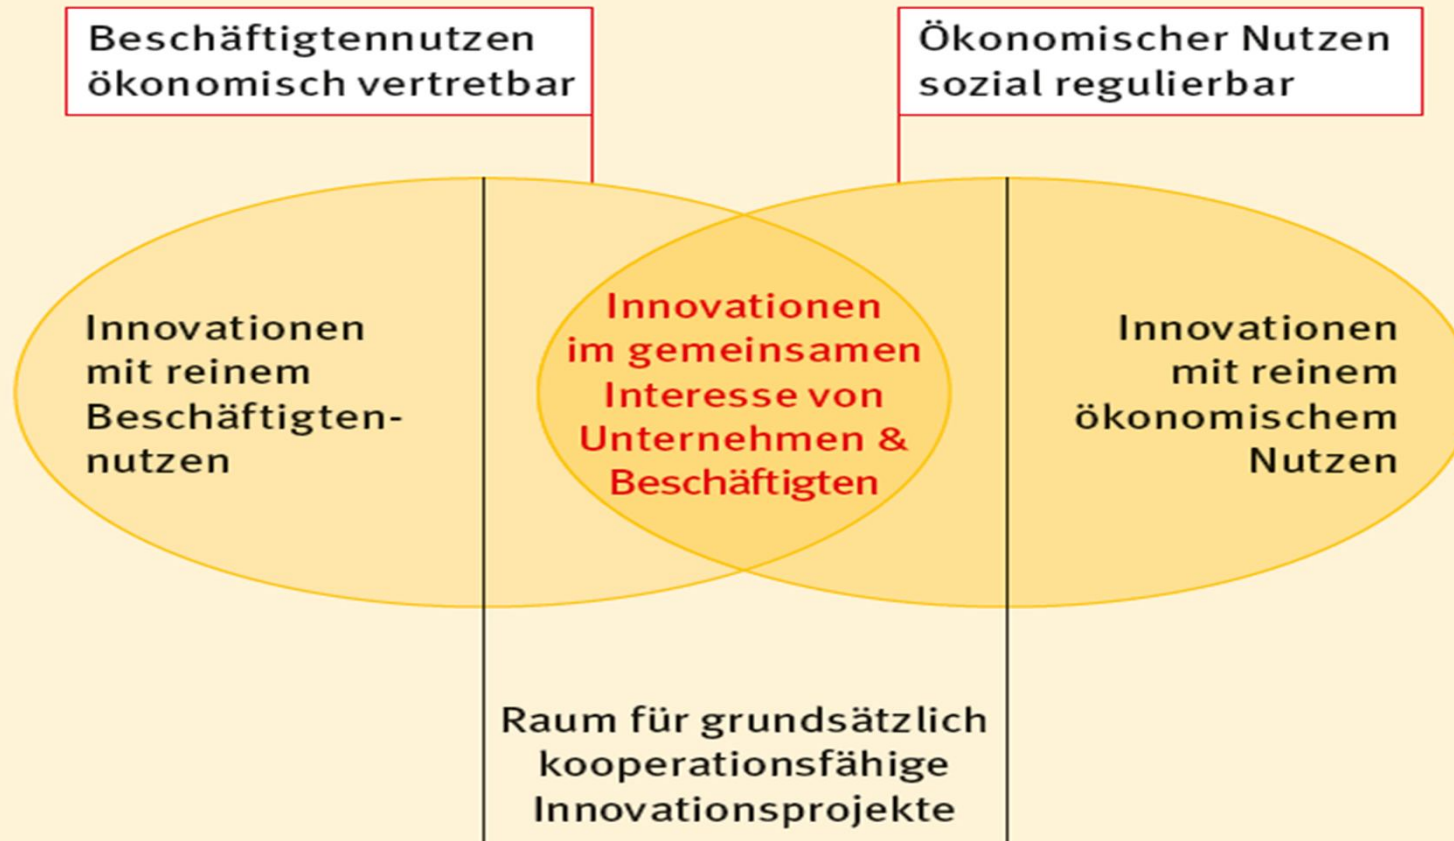 Beschäftigtennutzen
ökonomisch vertretbar
Ökonomischer Nutzen
sozial regulierbar
Innovationen
mit reinem
Beschäftigten-
nutzen
Innovationen
im gemeinsamen
Interesse von
Unternehmen &
Beschäftigten
Innovationen
mit reinem
ökonomischem
Nutzen
Raum für grundsätzlich
kooperationsfähige
Innovationsprojekte